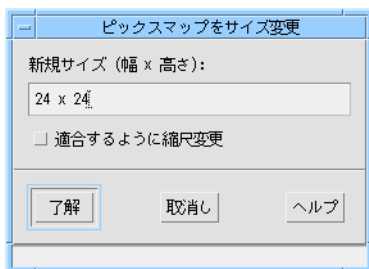 ピックスマップをサイズ変更
新規サイズ (幅 x 高さ):
24 x 24
適合するように縮尺変更
了解 取消し ヘルプ